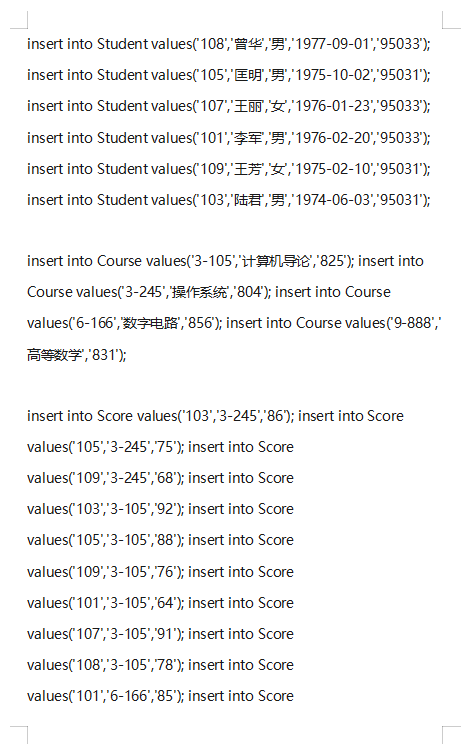 insert into Student values('108','曾华','男','1977-09-01','95033');
insert into Student values('105','匡明','男','1975-10-02','95031');
insert into Student values('107','王丽','女','1976-01-23','95033');
insert into Student values('101','李军','男','1976-02-20','95033');
insert into Student values('109','王芳','女','1975-02-10','95031');
insert into Student values('103','陆君','男','1974-06-03','95031');
insert into Course values('3-105','计算机导论','825'); insert into
Course values('3-245','操作系统','804'); insert into Course
values('6-166','数字电路','856'); insert into Course values('9-888','
高等数学','831');
insert into Score values('103','3-245','86'); insert into Score
values('105','3-245','75'); insert into Score
values('109','3-245','68'); insert into Score
values('103','3-105','92'); insert into Score
values('105','3-105','88'); insert into Score
values('109','3-105','76'); insert into Score
values('101','3-105','64'); insert into Score
values('107','3-105','91'); insert into Score
values('108','3-105','78'); insert into Score
values('101','6-166','85'); insert into Score